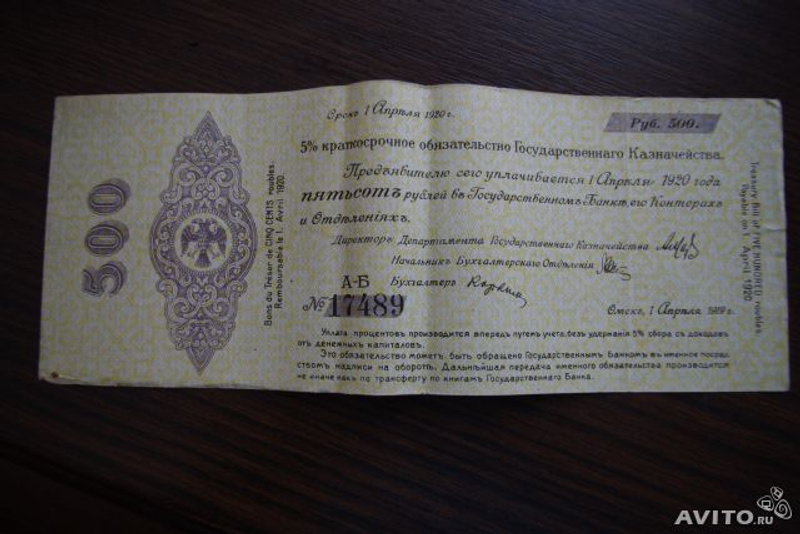 500
Bons du Trésor de CINQ CENTS roubles.
Remboursable le 1. Avril 1920.
Срокъ 1 Апрѣля 1920 г.
Руб. 500.
5% краткосрочное обязательство Государственнаго Казначейства.
Предъявителю сего уплачивается 1 Апрѣля 1920 года
ПЯТЬСОТЪ рублей въ Государственномъ Банкѣ, его Конторахъ
и Отдѣленіяхъ.
Директоръ Департамента Государственнаго Казначейства
Начальникъ Бухгалтерскаго Отдѣленія
А-Б Бухгалтеръ
№ 17489
Омскъ, 1 Апрѣля 1919 г.
Уплата процентовъ производится впередъ путемъ учета, безъ удержанія 5% сбора съ доходовъ
отъ денежныхъ капиталовъ.
Это обязательство можетъ быть обращено Государственнымъ Банкомъ въ именное посред
ствомъ надписи на оборотѣ. Дальнѣйшая передача именного обязательства производится
не иначе какъ по трансферту по книгамъ Государственнаго Банка.
Treasury Bill of FIVE HUNDRED roubles.
Payable on 1 April 1920
AVITO.ru